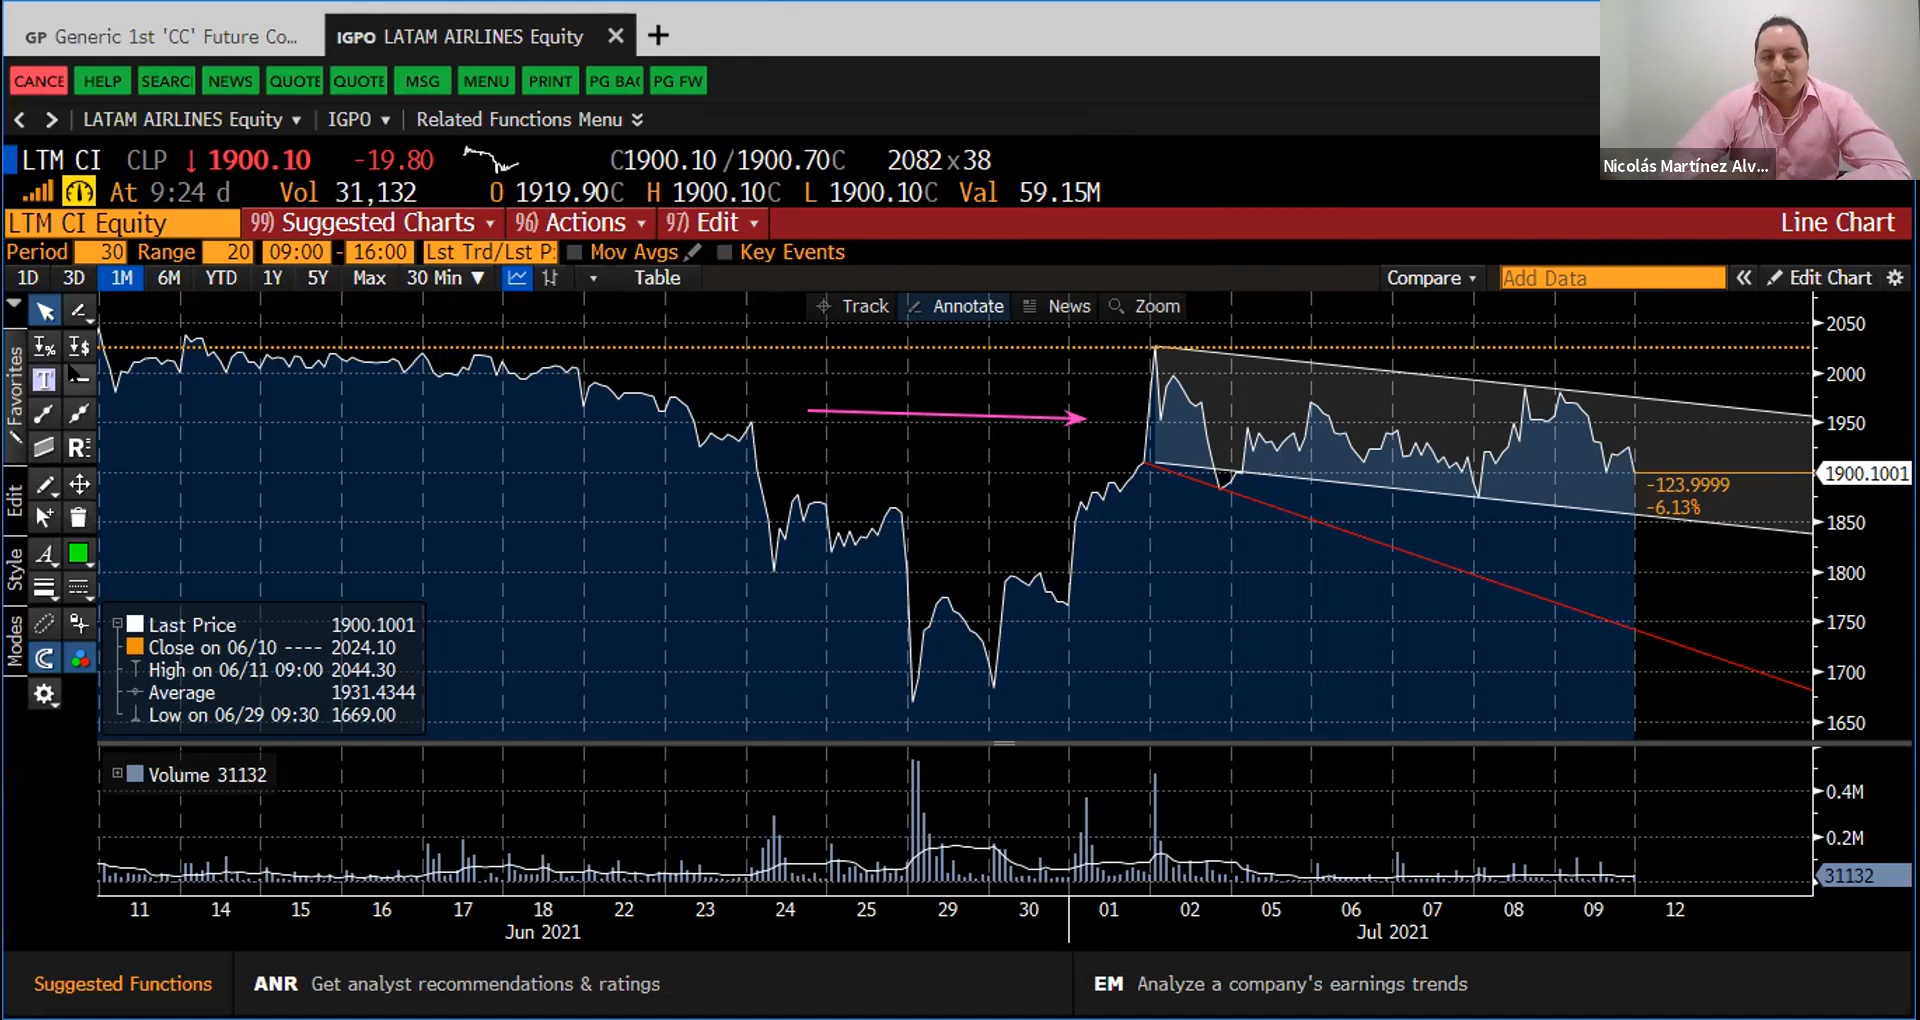 GP Generic 1st 'CC' Future Co...
IGPO LATAM AIRLINES Equity
CANCE HELP SEARC NEWS QUOTE QUOTE MSG MENU PRINT PG BA PG FW
LATAM AIRLINES Equity IGPO Related Functions Menu
Nicolás Martínez Alv...
LTM CI CLP ↓ 1900.10 -19.80 C1900.10 /1900.70C 2082 x 38
At 9:24 d Vol 31,132 O 1919.90C H 1900.10C L 1900.10C Val 59.15M
LTM CI Equity 99) Suggested Charts 96) Actions 97) Edit Line Chart
Period 30 Range 20 09:00 - 16:00 Lst Trd/Lst P: Mov Avgs Key Events
1D 3D 1M 6M YTD 1Y 5Y Max 30 Min ▼ Table Compare Add Data « Edit Chart
Track Annotate News Zoom
Favorites
Edit
Style
Modes
2050
2000
1950
1900.1001
-123.9999
-6.13%
1850
1800
1750
1700
1650
Last Price 1900.1001
Close on 06/10 ---- 2024.10
High on 06/11 09:00 2044.30
Average 1931.4344
Low on 06/29 09:30 1669.00
Volume 31132
0.4M
0.2M
31132
11 14 15 16 17 18 22 23 24 25 29 30 01 02 05 06 07 08 09 12
Jun 2021 Jul 2021
Suggested Functions ANR Get analyst recommendations & ratings EM Analyze a company's earnings trends